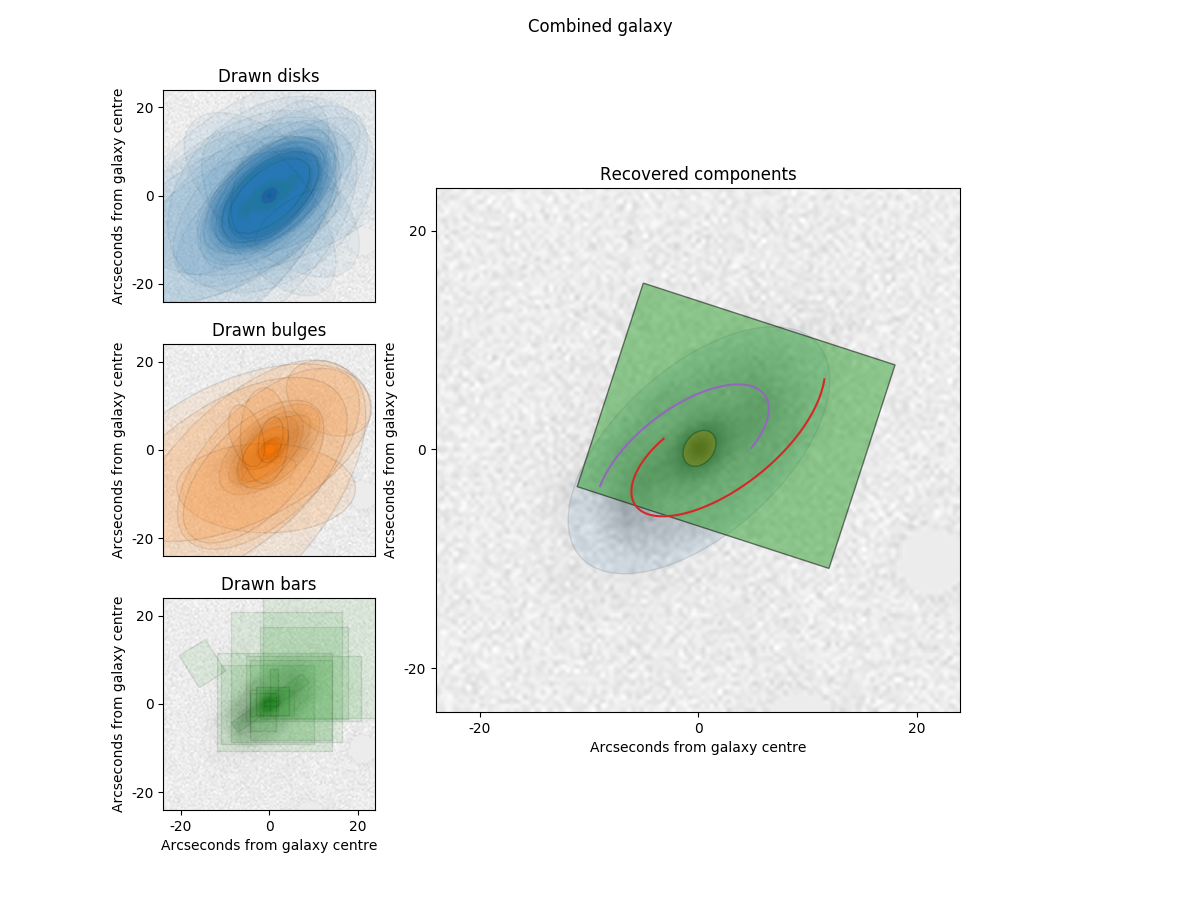 Combined galaxy
Drawn disks
Arcseconds from galaxy centre
20
0
-20
Drawn bulges
Arcseconds from galaxy centre
20
0
-20
Drawn bars
Arcseconds from galaxy centre
20
0
-20
-20 0 20
Arcseconds from galaxy centre
Recovered components
Arcseconds from galaxy centre
20
0
-20
-20 0 20
Arcseconds from galaxy centre